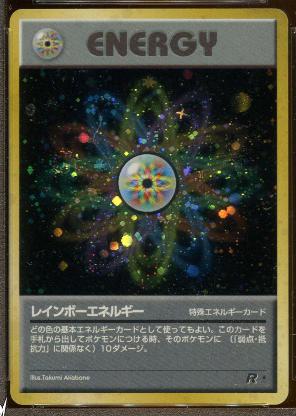 ENERGY
レインボーエネルギー 特殊エネルギーカード
どの色の基本エネルギーカードとして使ってもよい。このカードを
手札から出してポケモンにつける時、そのポケモンに（「弱点・抵
抗力」に関係なく）10ダメージ。
Illus. Takumi Akabane
R